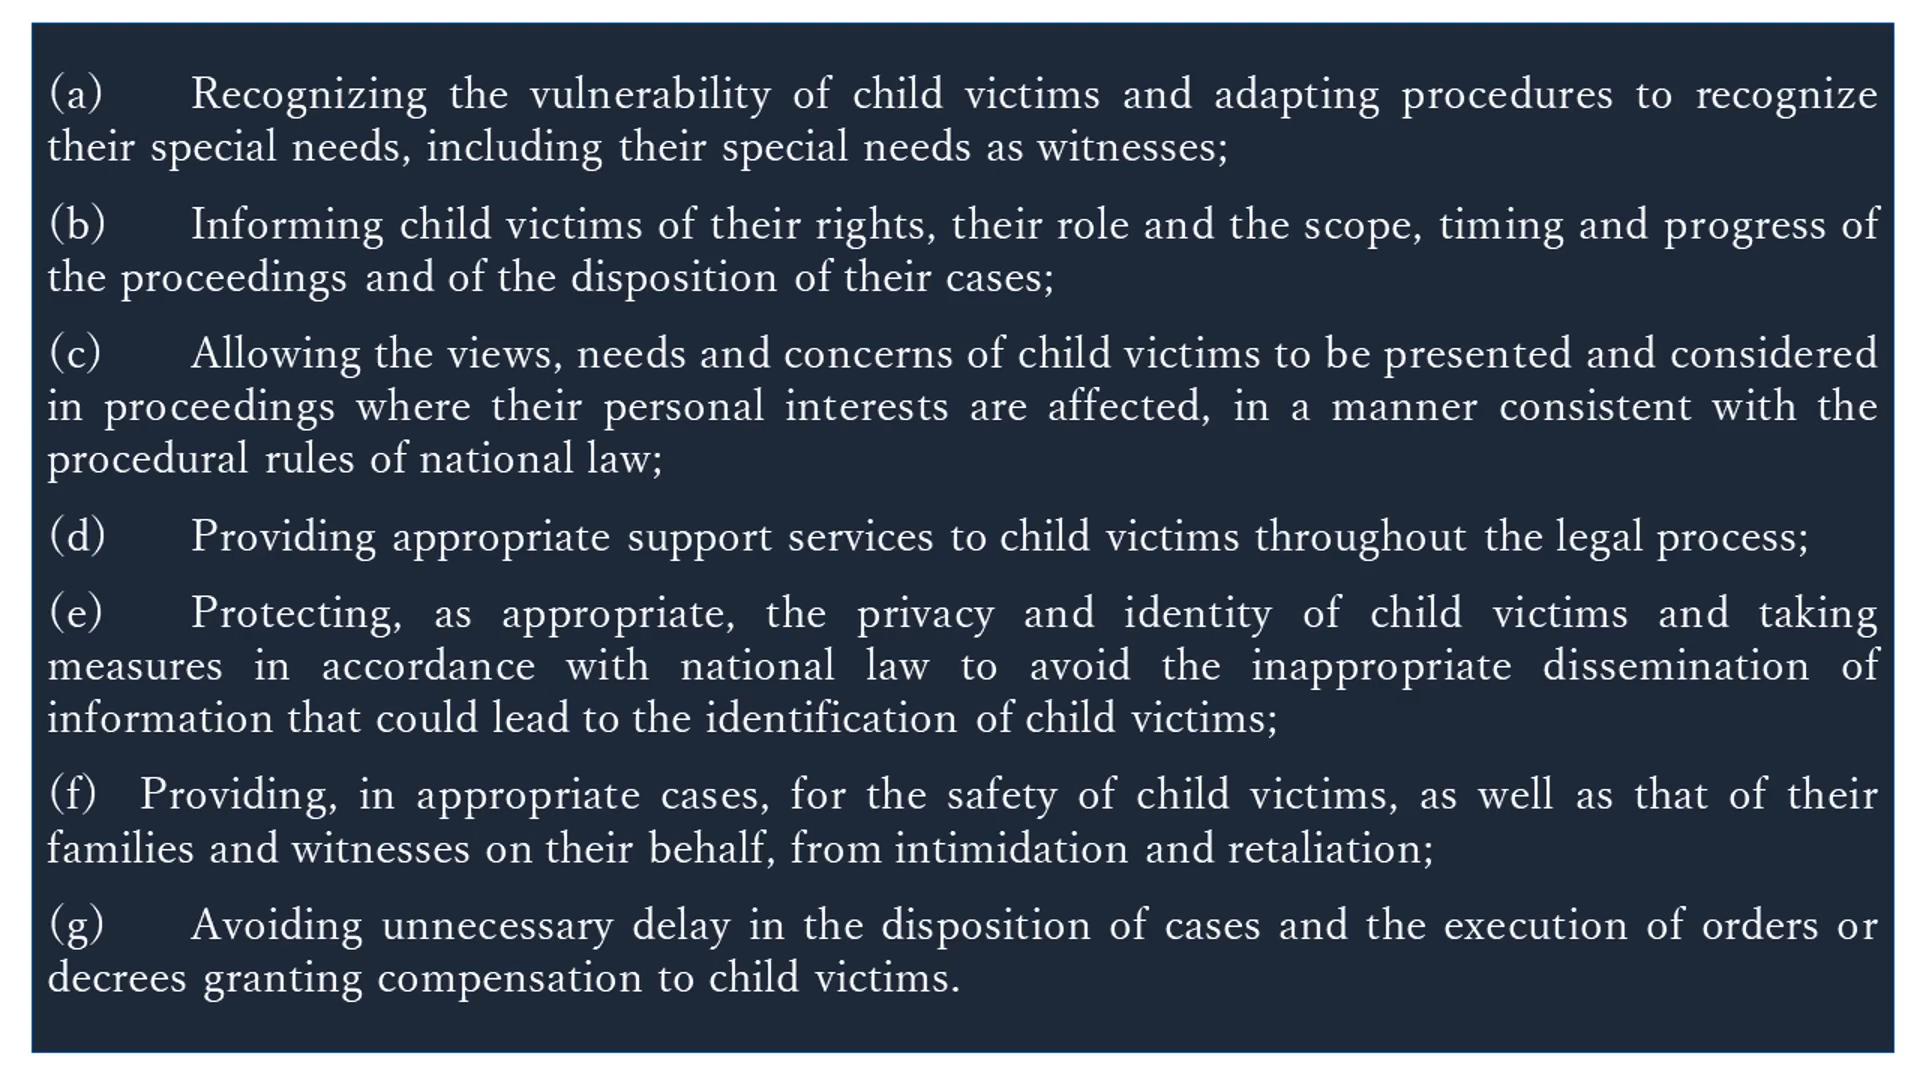 (a) Recognizing the vulnerability of child victims and adapting procedures to recognize
their special needs, including their special needs as witnesses;
(b) Informing child victims of their rights, their role and the scope, timing and progress of
the proceedings and of the disposition of their cases;
(c) Allowing the views, needs and concerns of child victims to be presented and considered
in proceedings where their personal interests are affected, in a manner consistent with the
procedural rules of national law;
(d) Providing appropriate support services to child victims throughout the legal process;
(e) Protecting, as appropriate, the privacy and identity of child victims and taking
measures in accordance with national law to avoid the inappropriate dissemination of
information that could lead to the identification of child victims;
(f) Providing, in appropriate cases, for the safety of child victims, as well as that of their
families and witnesses on their behalf, from intimidation and retaliation;
(g) Avoiding unnecessary delay in the disposition of cases and the execution of orders or
decrees granting compensation to child victims.